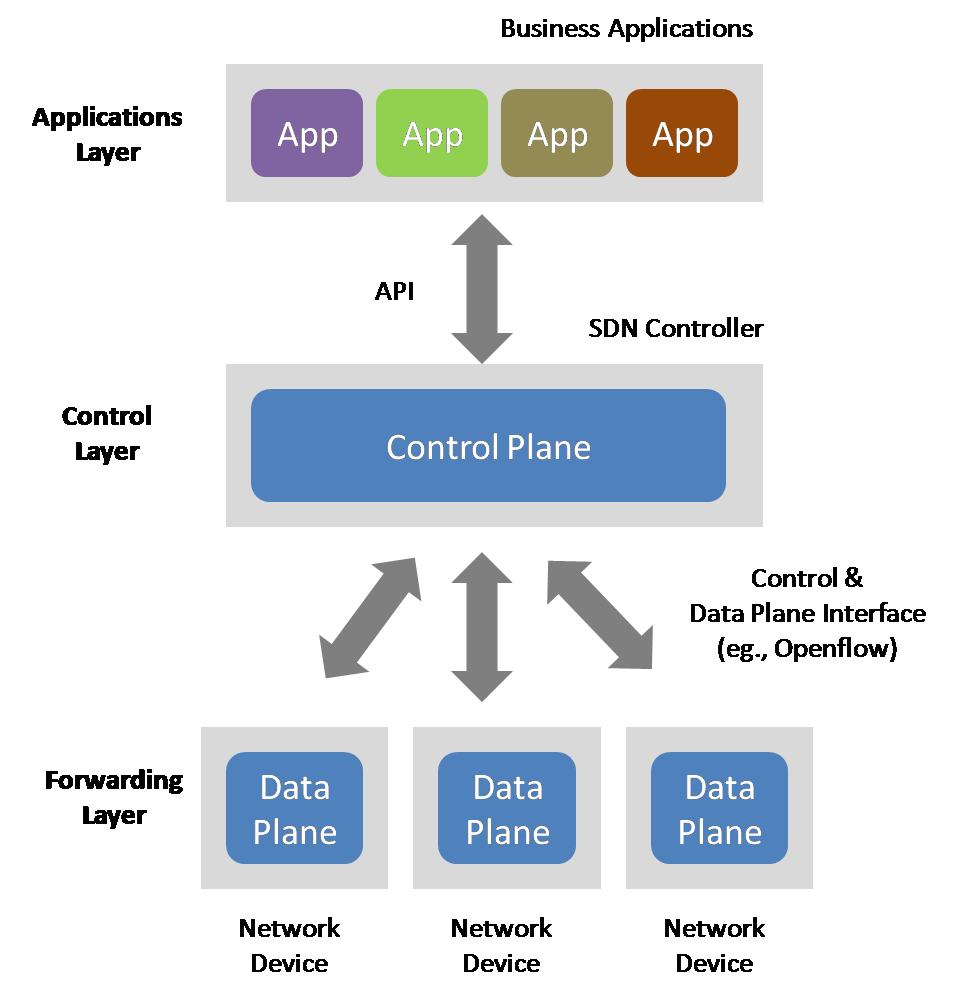 Business Applications
Applications
Layer
App
App
App
App
API
SDN Controller
Control
Layer
Control Plane
Control &
Data Plane Interface
(eg., Openflow)
Forwarding
Layer
Data
Plane
Data
Plane
Data
Plane
Network
Device
Network
Device
Network
Device